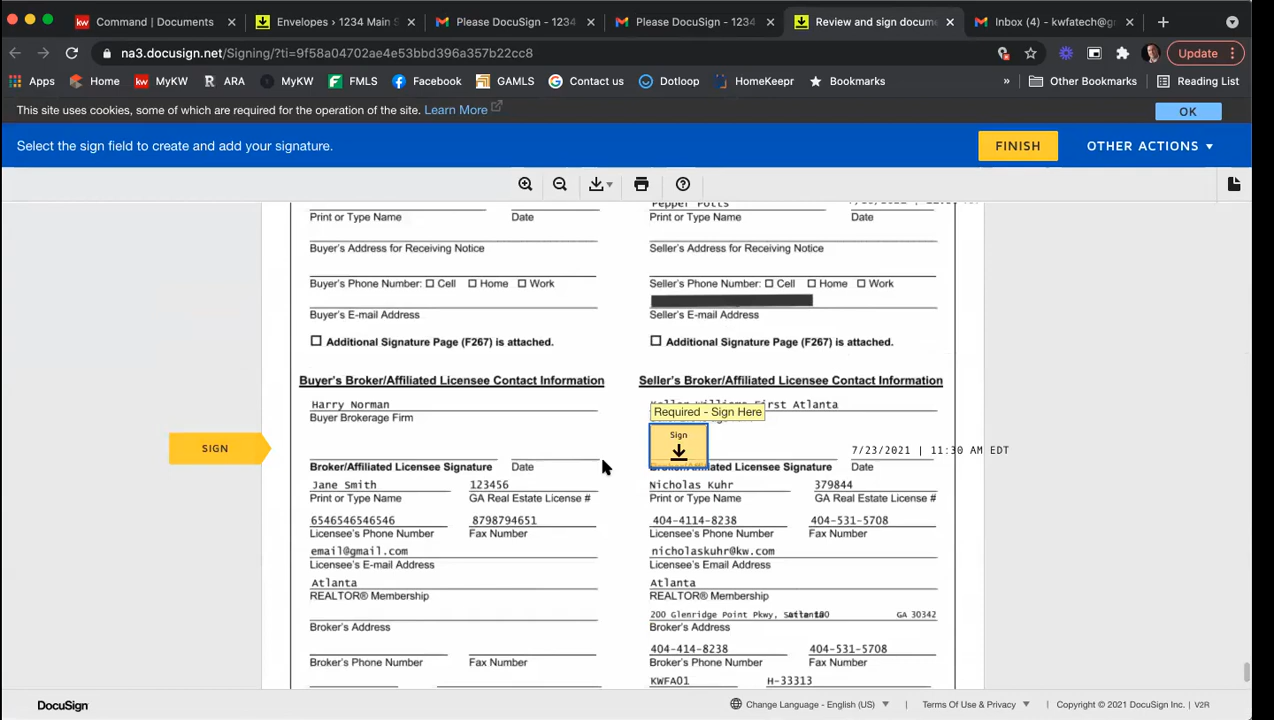 Command | Documents
Envelopes › 1234 Main S
Please DocuSign - 1234
Please DocuSign - 1234
Review and sign docume
Inbox (4) - kwfatech@g
na3.docusign.net/Signing/?ti=9f58a04702ae4e53bbd396a357b22cc8
Update
Apps
Home
MyKW
ARA
MyKW
FMLS
Facebook
GAMLS
Contact us
Dotloop
HomeKeepr
Bookmarks
»
Other Bookmarks
Reading List
This site uses cookies, some of which are required for the operation of the site. Learn More
OK
Select the sign field to create and add your signature.
FINISH
OTHER ACTIONS
Pepper Potts
Print or Type Name
Date
Print or Type Name
Date
Buyer's Address for Receiving Notice
Seller's Address for Receiving Notice
Buyer's Phone Number: ☐ Cell ☐ Home ☐ Work
Seller's Phone Number: ☐ Cell ☐ Home ☐ Work
Buyer's E-mail Address
Seller's E-mail Address
☐ Additional Signature Page (F267) is attached.
☐ Additional Signature Page (F267) is attached.
Buyer's Broker/Affiliated Licensee Contact Information
Seller's Broker/Affiliated Licensee Contact Information
Harry Norman
Keller Williams First Atlanta
Buyer Brokerage Firm
Required - Sign Here
Sign
SIGN
7/23/2021 | 11:30 AM EDT
Broker/Affiliated Licensee Signature
Date
Broker/Affiliated Licensee Signature
Date
Jane Smith
123456
Nicholas Kuhr
379844
Print or Type Name
GA Real Estate License #
Print or Type Name
GA Real Estate License #
6546546546546
8798794651
404-4114-8238
404-531-5708
Licensee's Phone Number
Fax Number
Licensee's Phone Number
Fax Number
email@gmail.com
nicholaskuhr@kw.com
Licensee's E-mail Address
Licensee's Email Address
Atlanta
Atlanta
REALTOR® Membership
REALTOR® Membership
200 Glenridge Point Pkwy,
GA 30342
Broker's Address
Broker's Address
404-414-8238
404-531-5708
Broker's Phone Number
Fax Number
Broker's Phone Number
Fax Number
KWFA01
H-33313
DocuSign
Change Language - English (US)
|
Terms Of Use & Privacy
|
Copyright © 2021 DocuSign Inc. | V2R